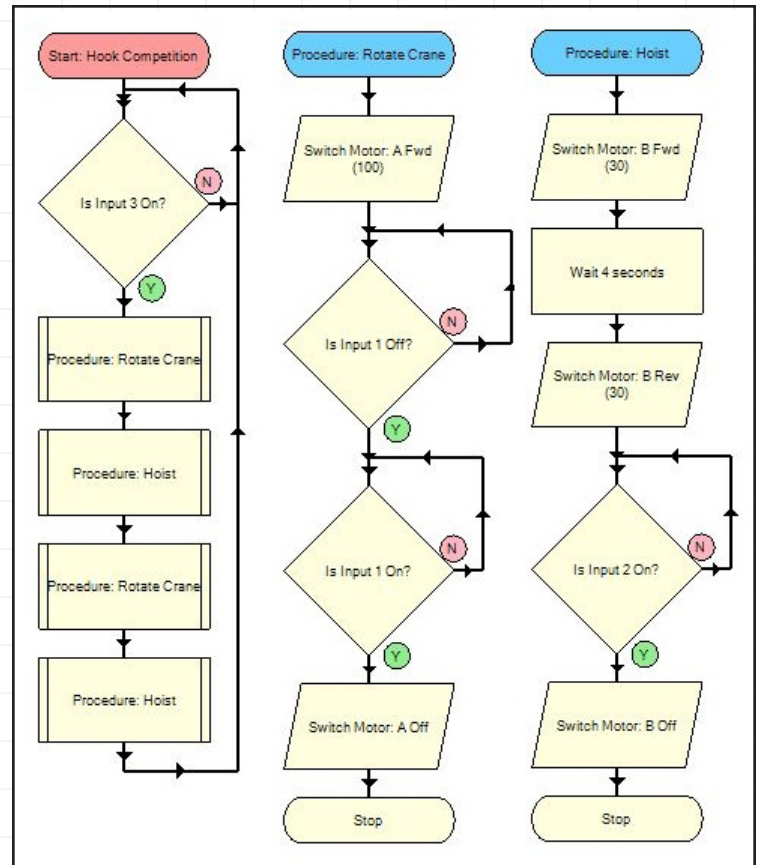 Start: Hook Competition
Is Input 3 On?
N
Y
Procedure: Rotate Crane
Procedure: Hoist
Procedure: Rotate Crane
Procedure: Hoist
Procedure: Rotate Crane
Switch Motor: A Fwd
(100)
Is Input 1 Off?
N
Y
Is Input 1 On?
N
Y
Switch Motor: A Off
Stop
Procedure: Hoist
Switch Motor: B Fwd
(30)
Wait 4 seconds
Switch Motor: B Rev
(30)
Is Input 2 On?
N
Y
Switch Motor: B Off
Stop